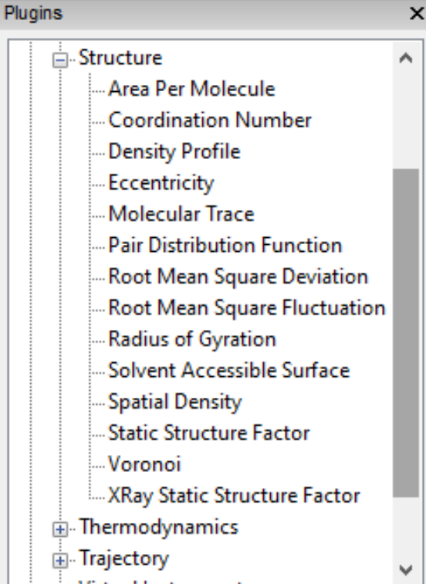 Plugins
Structure
Area Per Molecule
Coordination Number
Density Profile
Eccentricity
Molecular Trace
Pair Distribution Function
Root Mean Square Deviation
Root Mean Square Fluctuation
Radius of Gyration
Solvent Accessible Surface
Spatial Density
Static Structure Factor
Voronoi
XRay Static Structure Factor
Thermodynamics
Trajectory